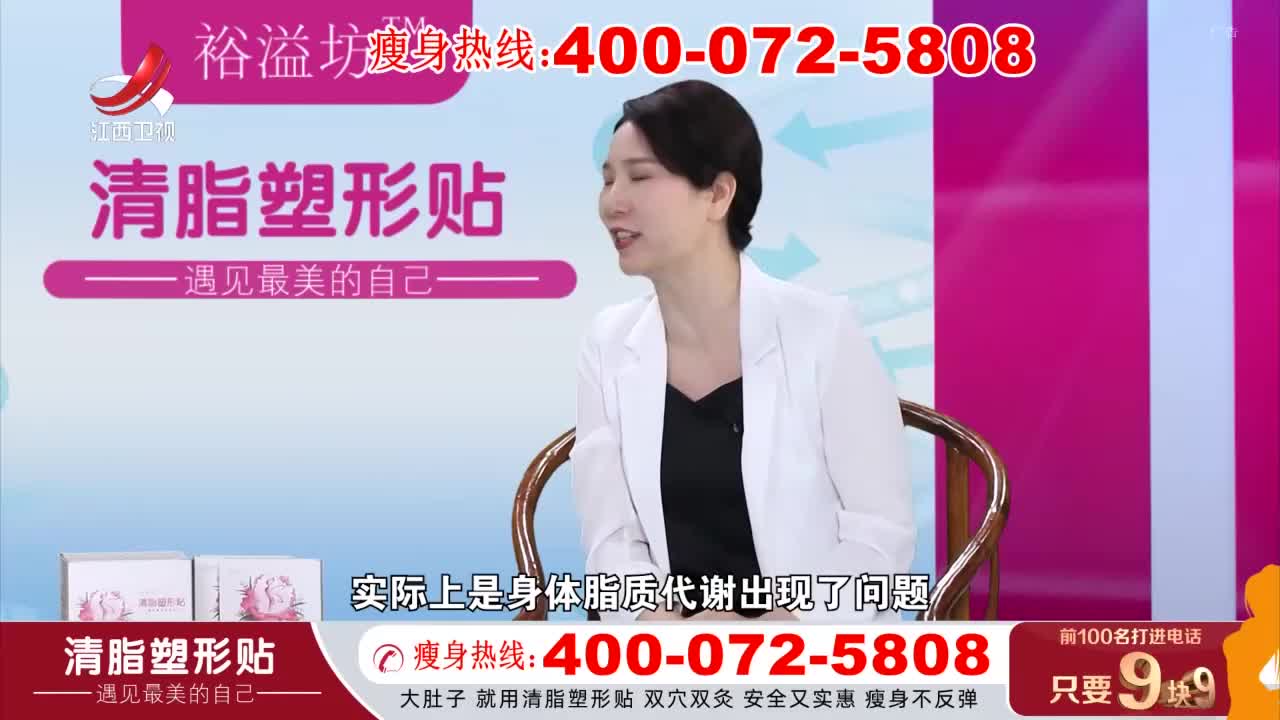 裕溢坊™
瘦身热线:400-072-5808
广告
江西卫视
清脂塑形贴
遇见最美的自己
清脂塑形贴
实际上是身体脂质代谢出现了问题
清脂塑形贴
遇见最美的自己
瘦身热线:400-072-5808
大肚子 就用清脂塑形贴 双穴双灸 安全又实惠 瘦身不反弹
前100名打进电话
只要9块9